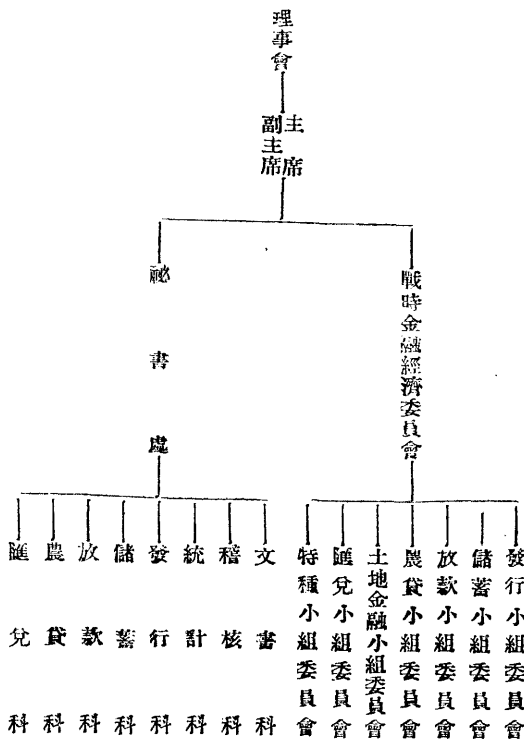 理事會
主席
副主席
戰時金融經濟委員會
祕書處
發行小組委員會
儲蓄小組委員會
放款小組委員會
農貸小組委員會
土地金融小組委員會
匯兌小組委員會
特種小組委員會
文書科
稽核科
統計科
發行科
儲蓄科
放款科
農貸科
匯兌科